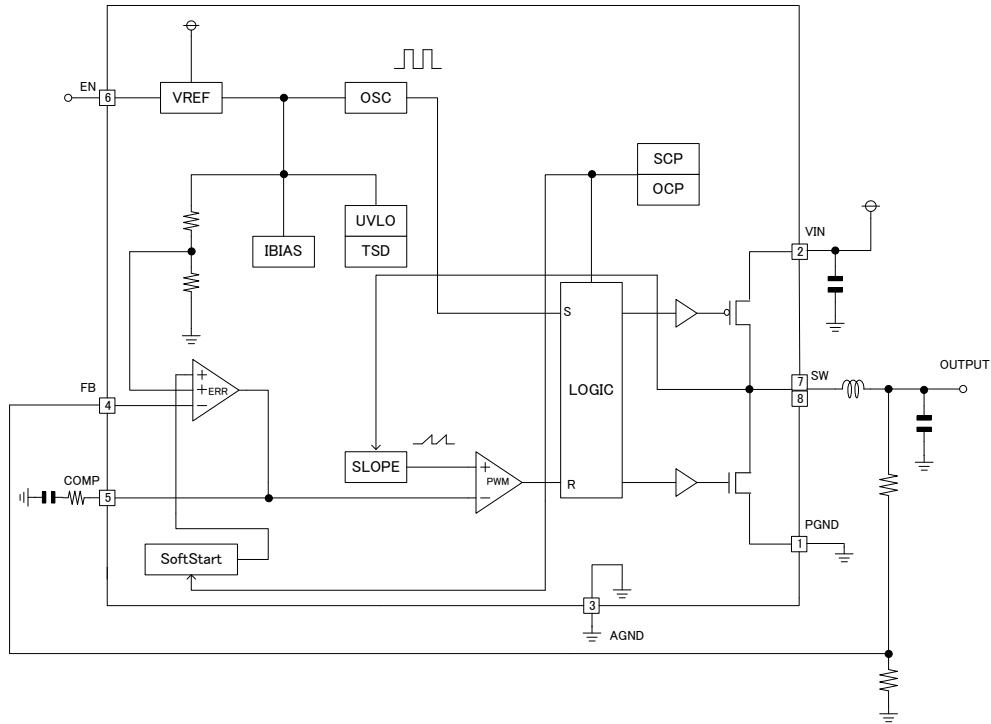 EN
6
VREF
OSC
SCP
OCP
UVLO
TSD
IBIAS
VIN
2
S
LOGIC
R
SW
7
8
OUTPUT
FB
4
+
+
−
ERR
COMP
5
SLOPE
+
−
PWM
SoftStart
PGND
1
3
AGND